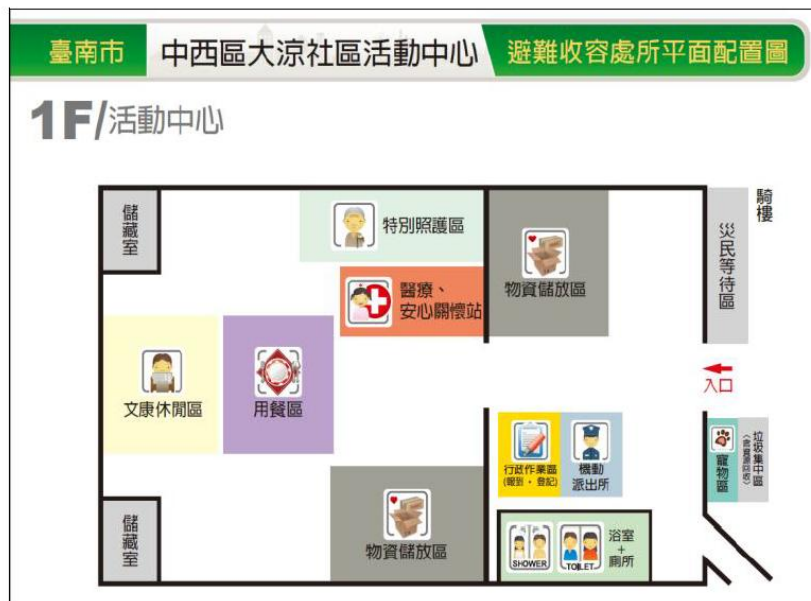 臺南市
中西區大涼社區活動中心
避難收容處所平面配置圖
1F/活動中心
儲藏室
特別照護區
醫療、
安心關懷站
物資儲放區
災民等待區
騎樓
入口
文康休閒區
用餐區
行政作業區
(報到、登記)
機動
派出所
寵物區
垃圾集中區
<含資源回收>
儲藏室
物資儲放區
SHOWER
TOILET
浴室
+
廁所